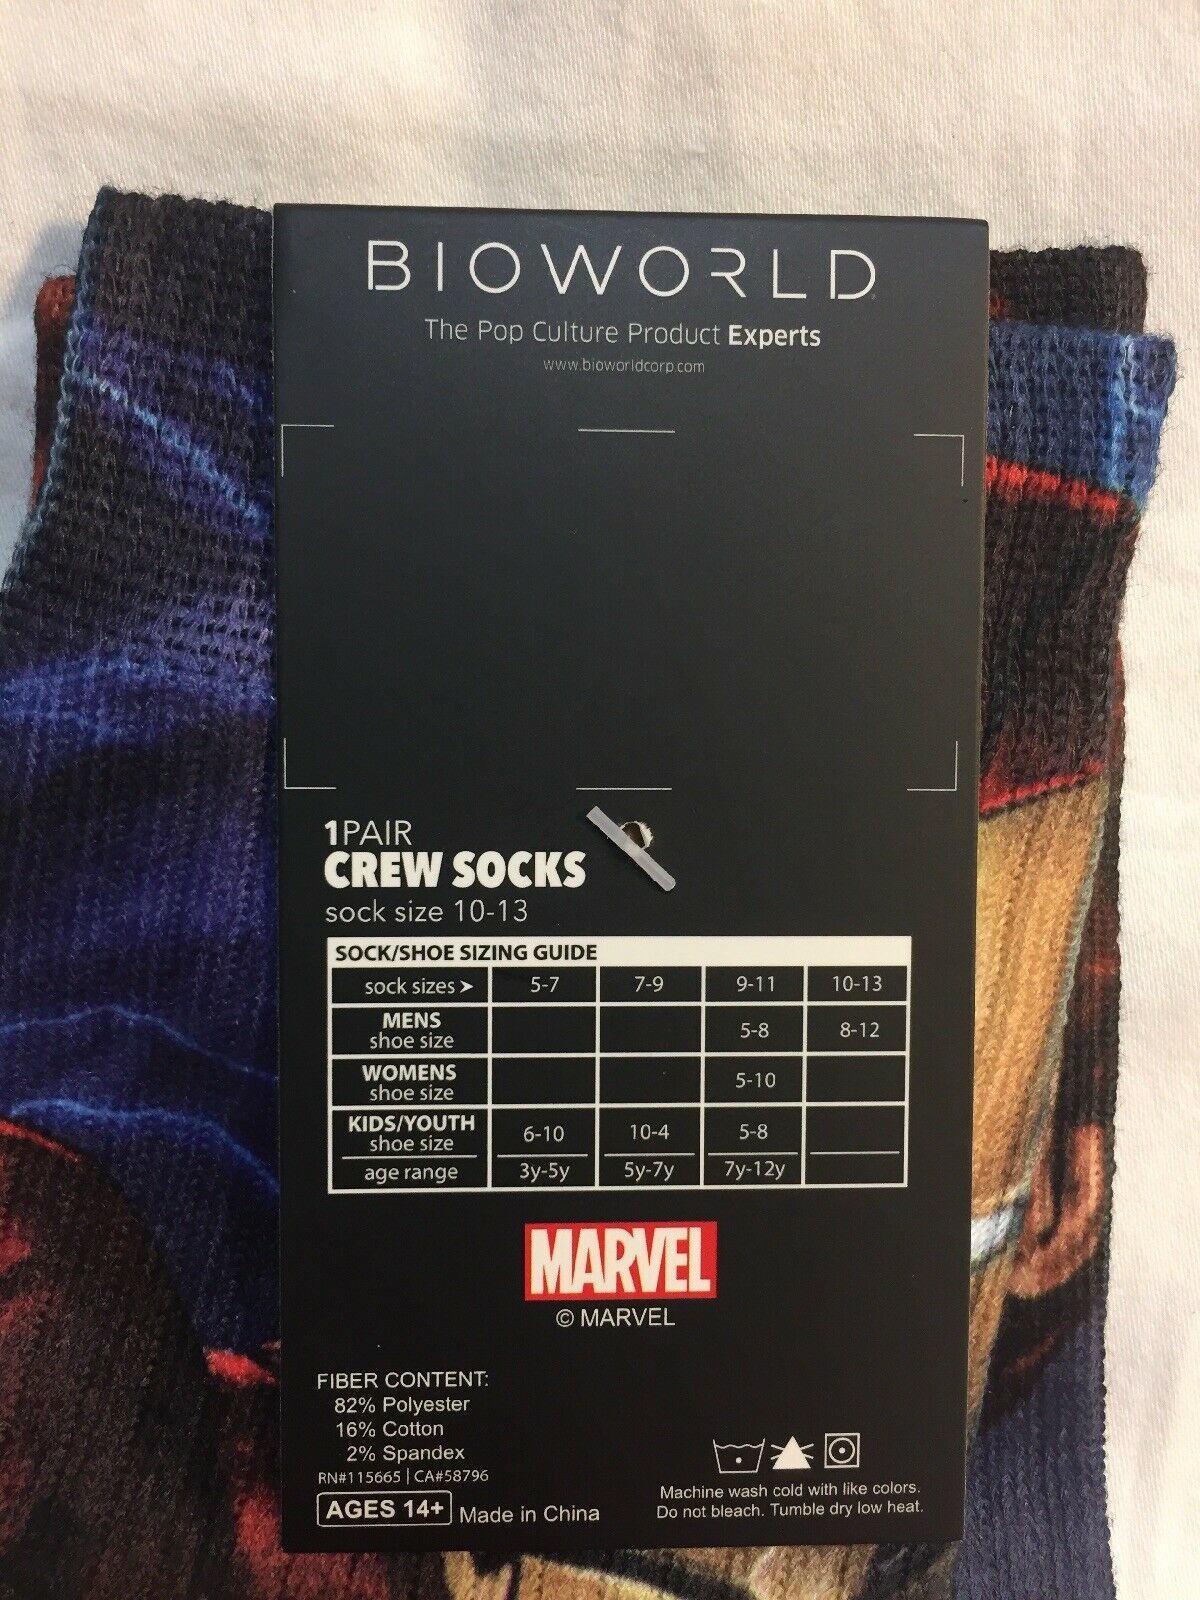 BIOWORLD
The Pop Culture Product Experts
www.bioworldcorp.com
1PAIR
CREW SOCKS
sock size 10-13
SOCK/SHOE SIZING GUIDE
sock sizes ➤ 5-7 7-9 9-11 10-13
MENS
shoe size 5-8 8-12
WOMENS
shoe size 5-10
KIDS/YOUTH
shoe size 6-10 10-4 5-8
age range 3y-5y 5y-7y 7y-12y
MARVEL
© MARVEL
FIBER CONTENT:
82% Polyester
16% Cotton
2% Spandex
RN#115665 | CA#58796
AGES 14+ Made in China
Machine wash cold with like colors.
Do not bleach. Tumble dry low heat.